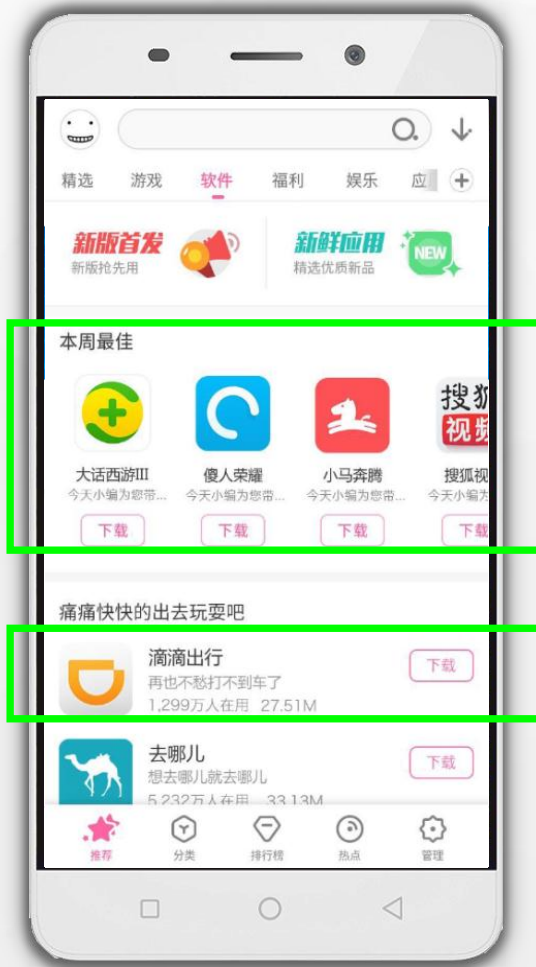 精选 游戏 软件 福利 娱乐 应
新版首发 新鲜应用 NEW
新版抢先用 精选优质新品
本周最佳
搜狐
视频
大话西游III 傻人荣耀 小马奔腾 搜狐视
今天小编为您带... 今天小编为您带... 今天小编为您带... 今天小编为
下载 下载 下载 下载
痛痛快快的出去玩耍吧
滴滴出行
再也不愁打不到车了 下载
1,299万人在用 27.51M
去哪儿
想去哪儿就去哪儿 下载
5,232万人在用 33.13M
推荐 分类 排行榜 热点 管理